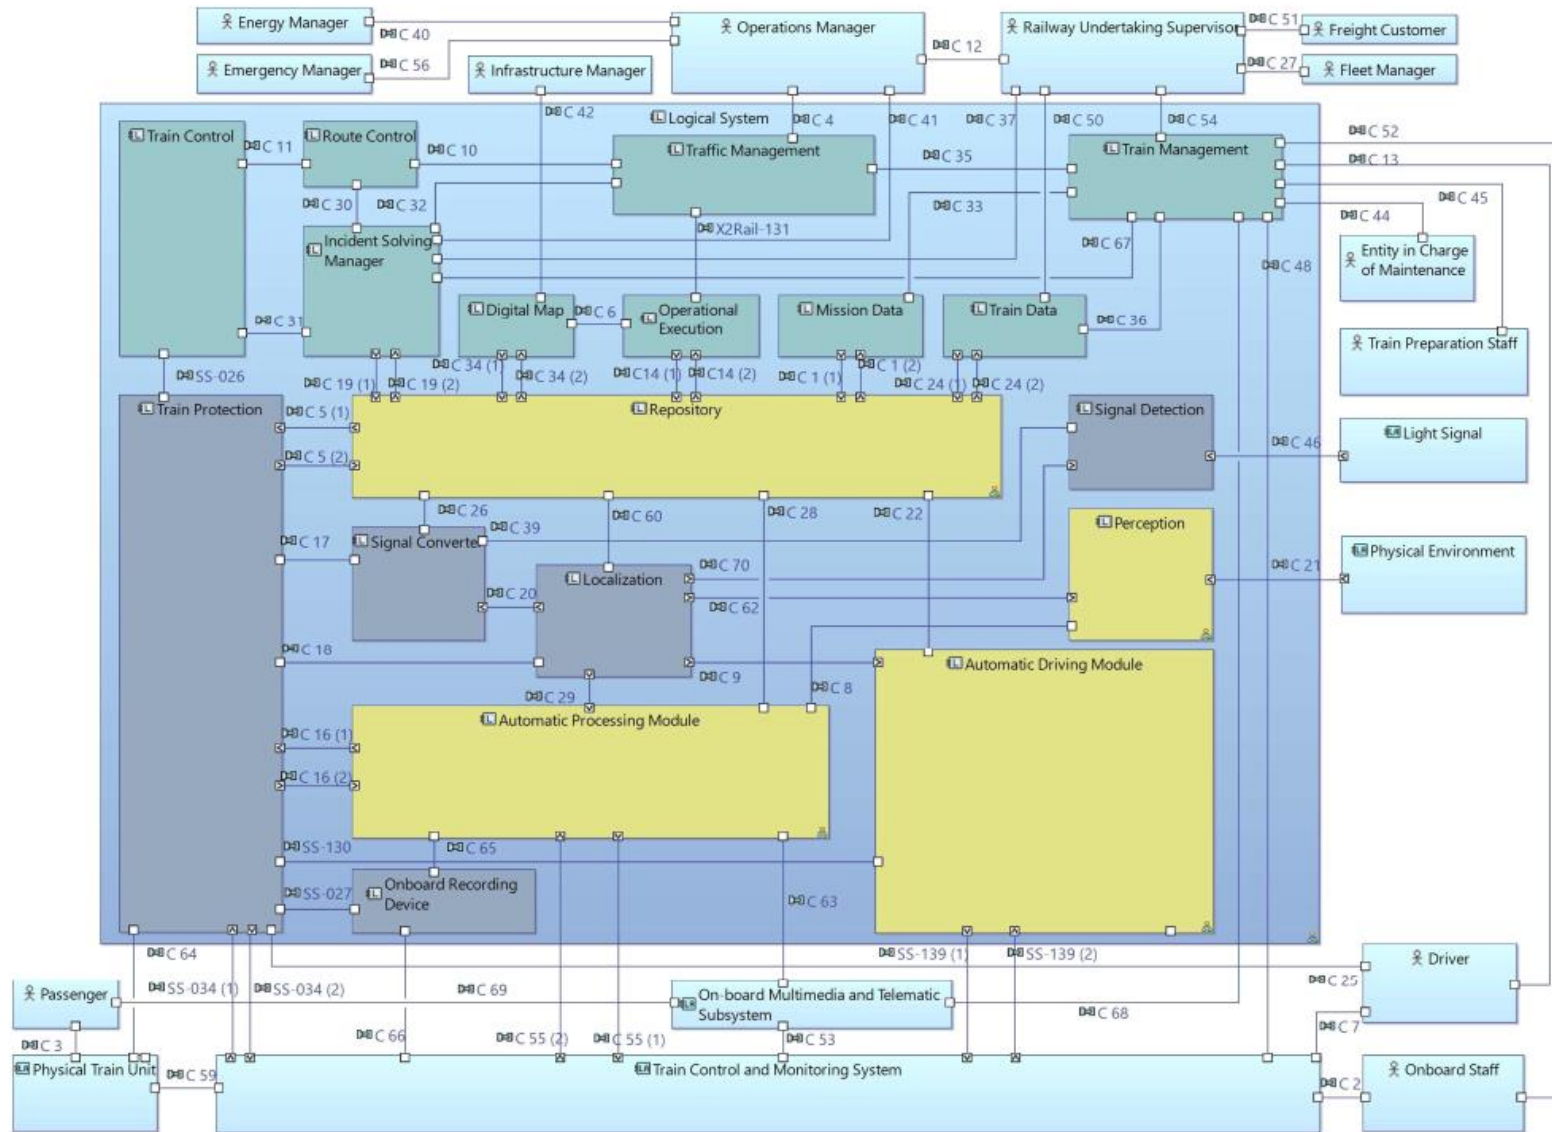 Energy Manager
C 40
Emergency Manager
C 56
Infrastructure Manager
Operations Manager
C 12
Railway Undertaking Supervisor
C 51
Freight Customer
C 27
Fleet Manager
C 42
Logical System
C 4
C 41
C 37
C 50
C 54
C 52
C 13
Train Control
C 11
Route Control
C 10
Traffic Management
C 35
Train Management
C 30
C 32
C 33
C 45
C 44
X2Rail-131
C 67
C 48
Incident Solving
Manager
Entity in Charge
of Maintenance
Digital Map
C 6
Operational
Execution
Mission Data
Train Data
C 36
C 31
Train Preparation Staff
SS-026
C 19 (1)
C 19 (2)
C 34 (1)
C 34 (2)
C14 (1)
C14 (2)
C 1 (1)
C 1 (2)
C 24 (1)
C 24 (2)
Train Protection
C 5 (1)
Repository
Signal Detection
C 5 (2)
C 46
Light Signal
C 26
C 39
C 60
C 28
C 22
Perception
C 17
Signal Converte
Localization
C 70
C 21
Physical Environment
C 20
C 62
C 18
C 9
C 8
Automatic Driving Module
C 29
Automatic Processing Module
C 16 (1)
C 16 (2)
SS-130
C 65
SS-027
Onboard Recording
Device
C 63
C 64
SS-139 (1)
SS-139 (2)
Driver
Passenger
SS-034 (1)
SS-034 (2)
C 69
On-board Multimedia and Telematic
Subsystem
C 25
C 68
C 3
C 66
C 55 (2)
C 55 (1)
C 53
C 7
Physical Train Unit
C 59
Train Control and Monitoring System
C 2
Onboard Staff